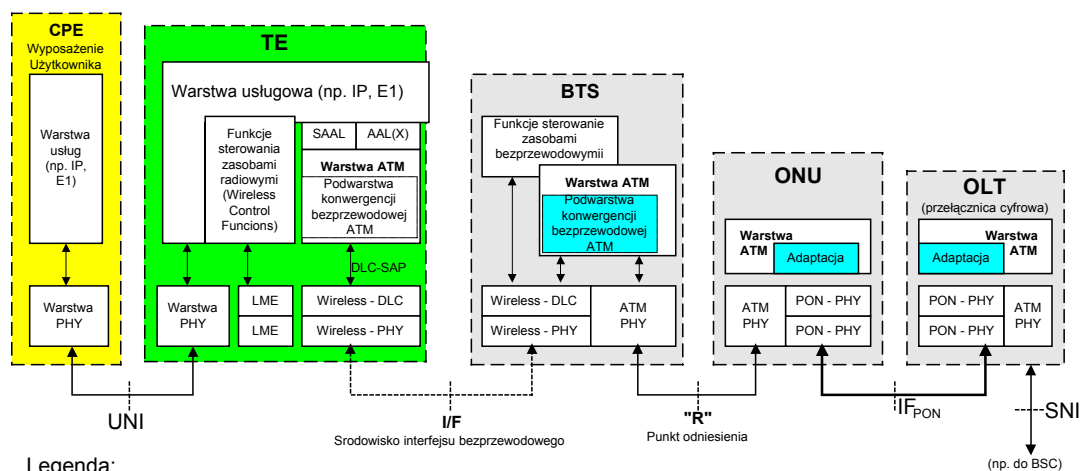 CPE
Wyposażenie
Użytkownika
Warstwa
usług
(np. IP,
E1)
Warstwa
PHY
TE
Warstwa usługowa (np. IP, E1)
Funkcje
sterowania
zasobami
radiowymi
(Wireless
Control
Funcions)
SAAL
AAL(X)
Warstwa ATM
Podwarstwa
konwergencji
bezprzewodowej
ATM
DLC-SAP
Warstwa
PHY
LME
LME
Wireless - DLC
Wireless - PHY
BTS
Funkcje sterowanie
zasobami
bezprzewodowymii
Warstwa ATM
Podwarstwa
konwergencji
bezprzewodowej
ATM
Wireless - DLC
Wireless - PHY
ATM
PHY
ONU
Warstwa
ATM
Adaptacja
ATM
PHY
PON - PHY
PON - PHY
OLT
(przełącznica cyfrowa)
Warstwa
ATM
Adaptacja
PON - PHY
PON - PHY
ATM
PHY
UNI
I/F
Srodowisko interfejsu bezprzewodowego
"R"
Punkt odniesienia
IFPON
SNI
(np. do BSC)
Legenda: